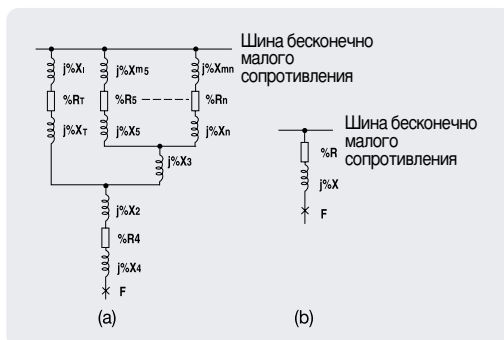 Шина бесконечно
малого
сопротивления
j%Xı j%Xm5 j%Xmn
%RT %R5 %Rn
j%XT j%X5 j%Xn
j%X3
j%X2
%R4
j%X4
F
(a)
Шина бесконечно
малого
сопротивления
%R
j%X
F
(b)